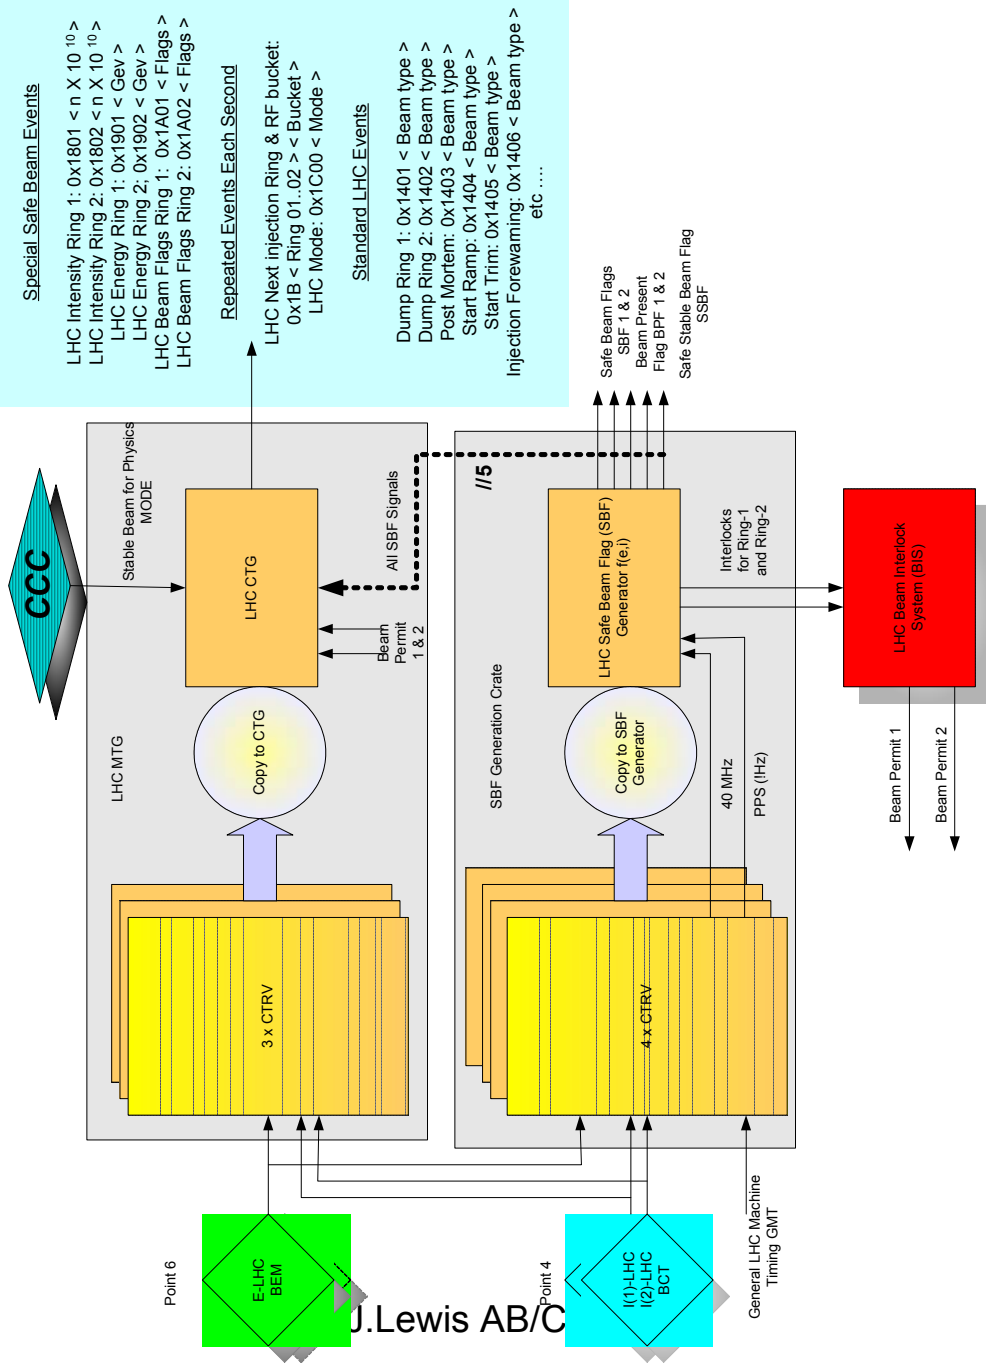 Special Safe Beam Events
LHC Intensity Ring 1: 0x1801 < n X 10 10 >
LHC Intensity Ring 2: 0x1802 < n X 10 10 >
LHC Energy Ring 1: 0x1901 < Gev >
LHC Energy Ring 2; 0x1902 < Gev >
LHC Beam Flags Ring 1: 0x1A01 < Flags >
LHC Beam Flags Ring 2: 0x1A02 < Flags >
Repeated Events Each Second
LHC Next injection Ring & RF bucket:
0x1B < Ring 01..02 > < Bucket >
LHC Mode: 0x1C00 < Mode >
Standard LHC Events
Dump Ring 1: 0x1401 < Beam type >
Dump Ring 2: 0x1402 < Beam type >
Post Mortem: 0x1403 < Beam type >
Start Ramp: 0x1404 < Beam type >
Start Trim: 0x1405 < Beam type >
Injection Forewarning: 0x1406 < Beam type >
etc ….
CCC
Stable Beam for Physics
MODE
LHC MTG
LHC CTG
All SBF Signals
Beam
Permit
1 & 2
Copy to CTG
3 x CTRV
Point 6
E-LHC
BEM
Safe Beam Flags
SBF 1 & 2
Beam Present
Flag BPF 1 & 2
Safe Stable Beam Flag
SSBF
//5
SBF Generation Crate
LHC Safe Beam Flag (SBF)
Generator f(e,i)
Interlocks
for Ring-1
and Ring-2
Copy to SBF
Generator
40 MHz
PPS (!Hz)
4 x CTRV
Point 4
I(1)-LHC
I(2)-LHC
BCT
General LHC Machine
Timing GMT
LHC Beam Interlock
System (BIS)
Beam Permit 1
Beam Permit 2
J.Lewis AB/C